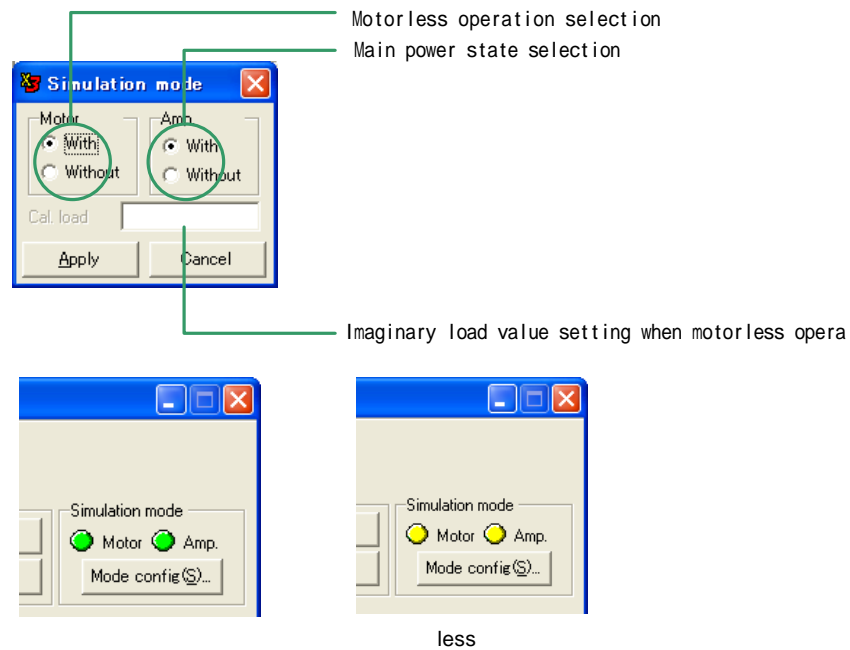 Motorless operation selection
Main power state selection
Simulation mode
Motor
Amp.
With
With
Without
Without
Cal. load
Apply
Cancel
Imaginary load value setting when motorless opera
Simulation mode
Motor
Amp.
Mode config(S)...
Simulation mode
Motor
Amp.
Mode config(S)...
less